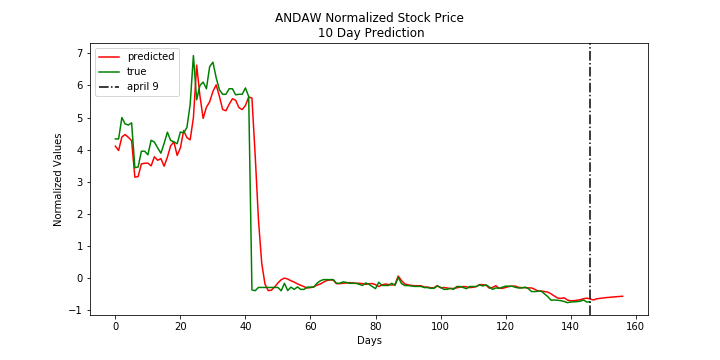 ANDAW Normalized Stock Price
10 Day Prediction
predicted
true
april 9
Normalized Values
7
6
5
4
3
2
1
0
−1
0 20 40 60 80 100 120 140 160
Days